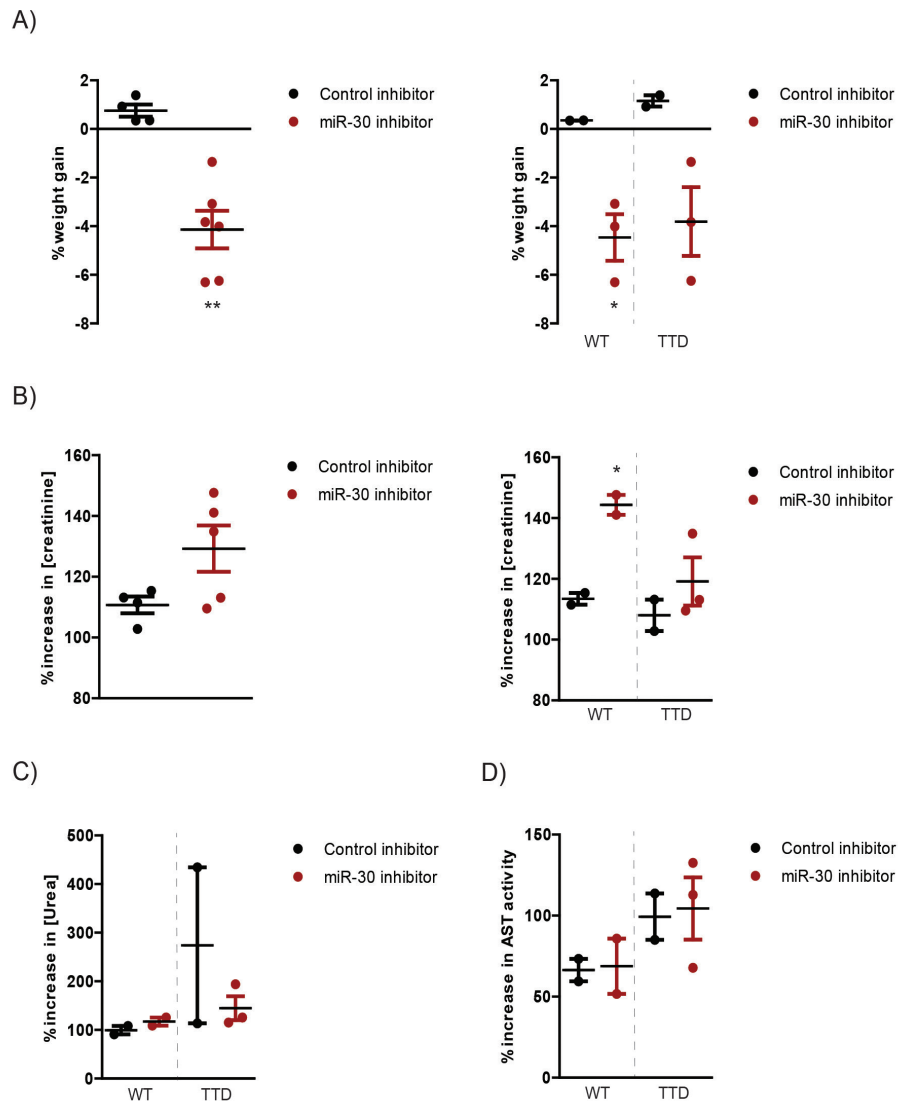 A)
2
0
-2
-4
-6
-8
%weight gain
**
Control inhibitor
miR-30 inhibitor
2
0
-2
-4
-6
-8
%weight gain
*
WT
TTD
Control inhibitor
miR-30 inhibitor
B)
160
140
120
100
80
%increase in [creatinine]
Control inhibitor
miR-30 inhibitor
160
140
120
100
80
%increase in [creatinine]
*
WT
TTD
Control inhibitor
miR-30 inhibitor
C)
500
400
300
200
100
0
%increase in [Urea]
WT
TTD
Control inhibitor
miR-30 inhibitor
D)
150
100
50
0
%increase in AST activity
WT
TTD
Control inhibitor
miR-30 inhibitor